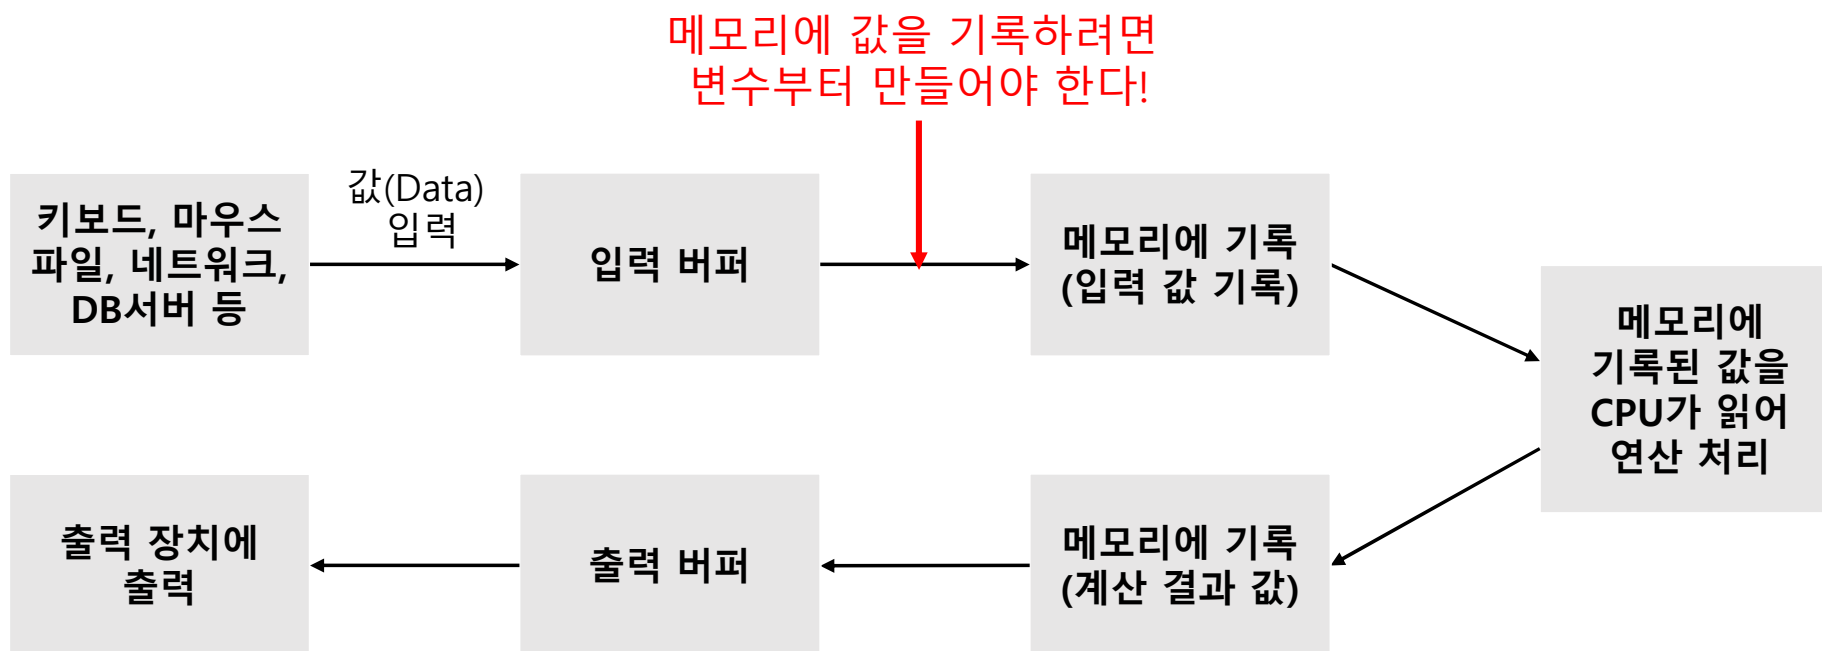 메모리에 값을 기록하려면
변수부터 만들어야 한다!
키보드, 마우스
파일, 네트워크,
DB서버 등
값(Data)
입력
입력 버퍼
메모리에 기록
(입력 값 기록)
메모리에
기록된 값을
CPU가 읽어
연산 처리
출력 장치에
출력
출력 버퍼
메모리에 기록
(계산 결과 값)